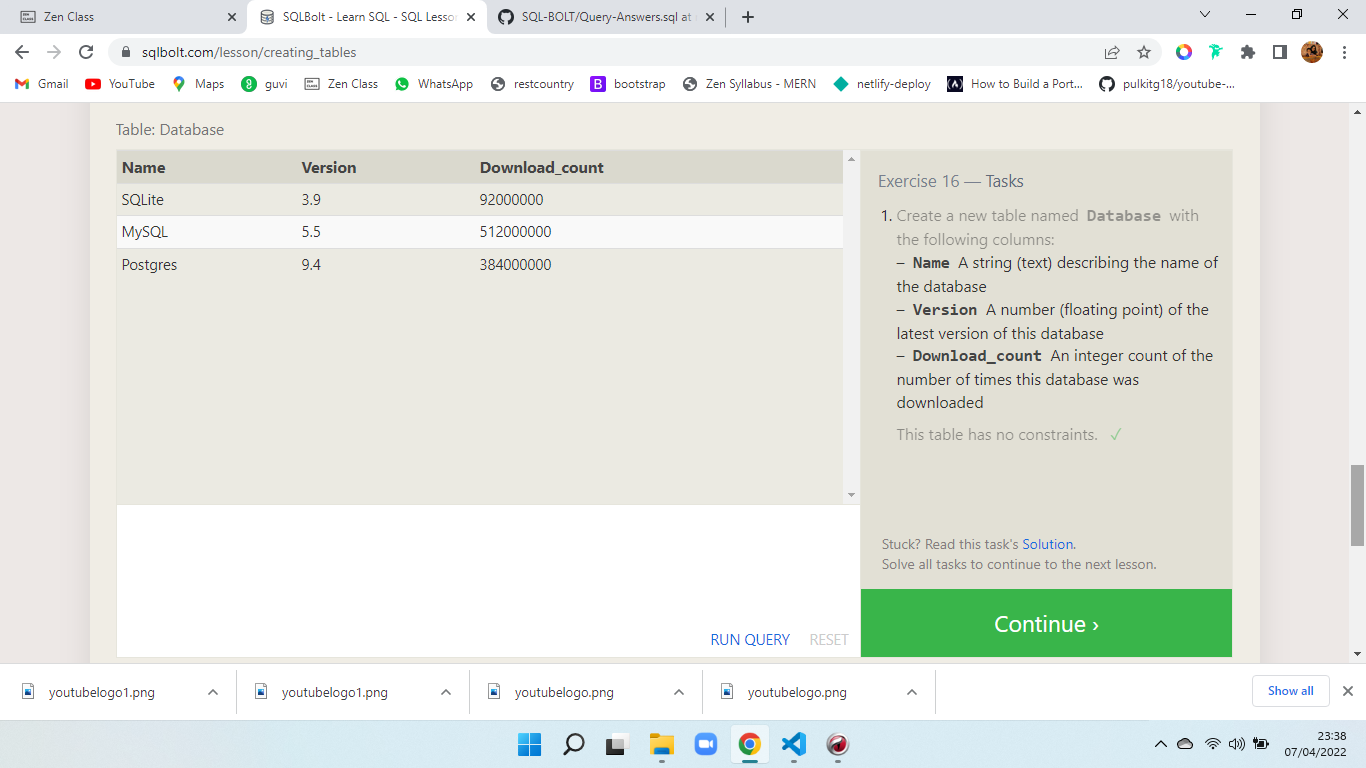 Zen Class
SQLBolt - Learn SQL - SQL Lesson
SQL-BOLT/Query-Answers.sql at
sqlbolt.com/lesson/creating_tables
Gmail YouTube Maps guvi Zen Class WhatsApp restcountry bootstrap Zen Syllabus - MERN netlify-deploy How to Build a Port... pulkitg18/youtube-...
Table: Database
Name Version Download_count
SQLite 3.9 92000000
MySQL 5.5 512000000
Postgres 9.4 384000000
RUN QUERY RESET
Exercise 16 — Tasks
1. Create a new table named Database with
the following columns:
– Name A string (text) describing the name of
the database
– Version A number (floating point) of the
latest version of this database
– Download_count An integer count of the
number of times this database was
downloaded
This table has no constraints. ✓
Stuck? Read this task's Solution.
Solve all tasks to continue to the next lesson.
Continue ›
youtubelogo1.png youtubelogo1.png youtubelogo.png youtubelogo.png Show all
23:38
07/04/2022